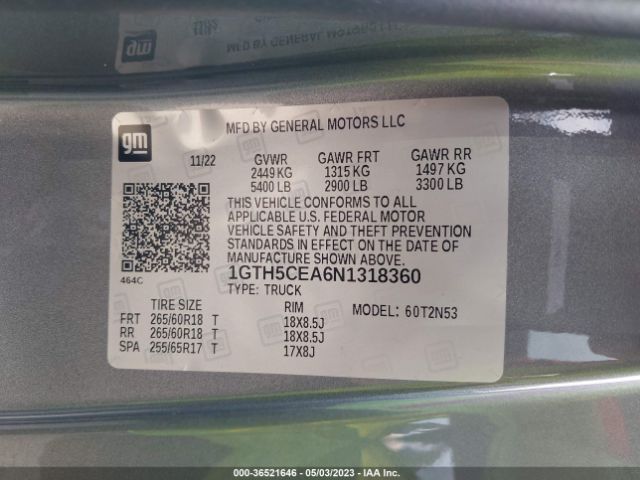 gm
MFD BY GENERAL MOTORS LLC
11/22 GVWR GAWR FRT GAWR RR
2449 KG 1315 KG 1497 KG
5400 LB 2900 LB 3300 LB
THIS VEHICLE CONFORMS TO ALL
APPLICABLE U.S. FEDERAL MOTOR
VEHICLE SAFETY AND THEFT PREVENTION
STANDARDS IN EFFECT ON THE DATE OF
MANUFACTURE SHOWN ABOVE.
464C
1GTH5CEA6N1318360
TYPE: TRUCK
TIRE SIZE RIM MODEL: 60T2N53
FRT 265/60R18 T 18X8.5J
RR 265/60R18 T 18X8.5J
SPA 255/65R17 T 17X8J
000-36521646 - 05/03/2023 - IAA Inc.